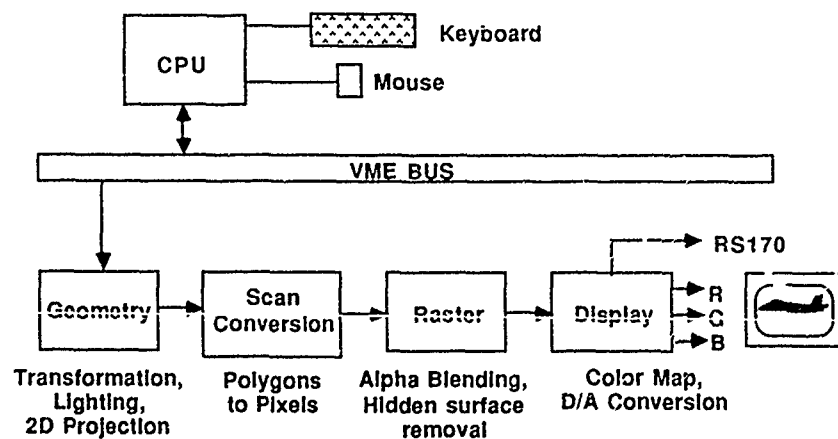 Keyboard
CPU
Mouse
VME BUS
RS170
Geometry
Scan
Conversion
Raster
Display
R
G
B
Transformation,
Lighting,
2D Projection
Polygons
to Pixels
Alpha Blending,
Hidden surface
removal
Color Map,
D/A Conversion